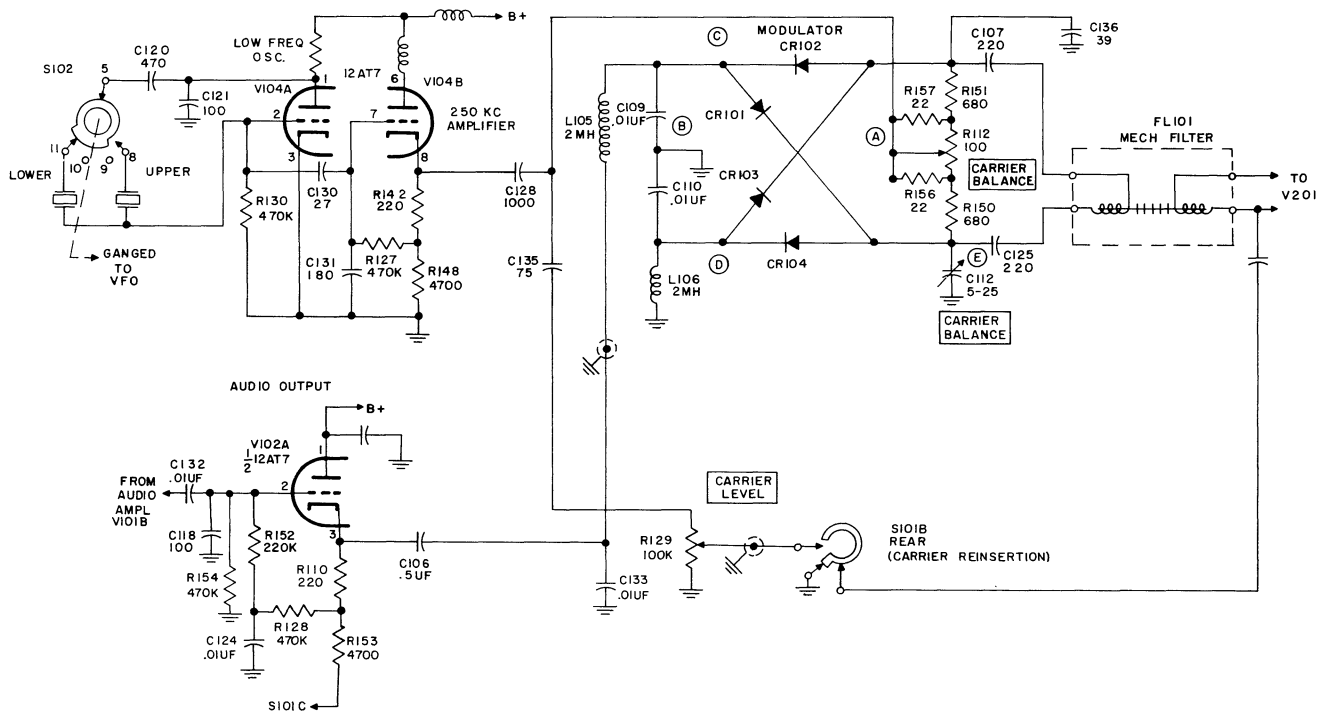 B+
LOW FREQ
OSC.
C120
470
S102
5
C121
100
12AT7
V104A
1
2
3
6
V104B
7
8
250 KC
AMPLIFIER
11
10
9
8
LOWER
UPPER
GANGED
TO
VFO
R130
470K
C130
27
R142
220
C131
180
R127
470K
R148
4700
C128
1000
C135
75
C
MODULATOR
CR102
C109
.01UF
B
L105
2MH
CR101
C110
.01UF
CR103
D
CR104
L106
2MH
C107
220
C136
39
R157
22
R151
680
A
R112
100
CARRIER
BALANCE
R156
22
R150
680
E
C125
220
C112
5-25
CARRIER
BALANCE
FL101
MECH FILTER
TO
V201
AUDIO OUTPUT
B+
V102A
1/2
12AT7
1
2
3
FROM
AUDIO
AMPL
V101B
C132
.01UF
C118
100
R152
220K
R154
470K
R110
220
C106
.5UF
R128
470K
C124
.01UF
R153
4700
S101C
C133
.01UF
CARRIER
LEVEL
R129
100K
S101B
REAR
(CARRIER REINSERTION)